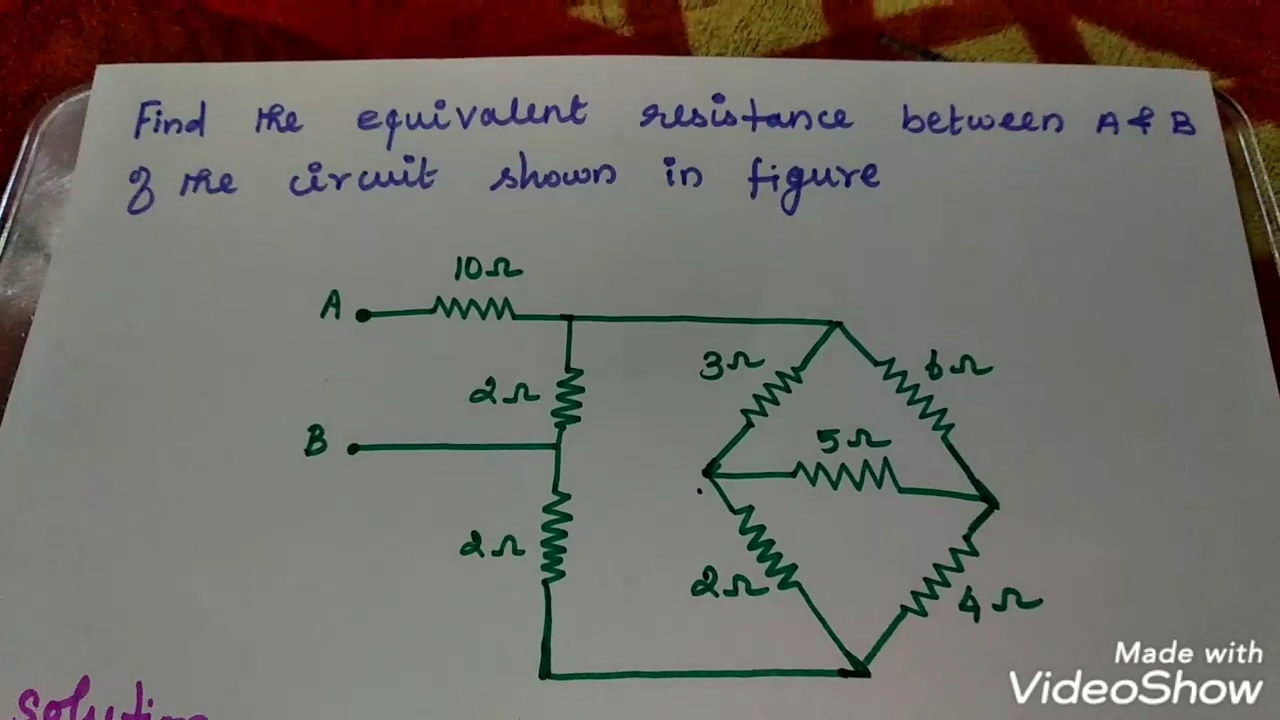 Find the equivalent resistance between A & B
of the circuit shown in figure
10Ω
A
3Ω
6Ω
2Ω
5Ω
B
2Ω
2Ω
4Ω
Made with
VideoShow
Solution